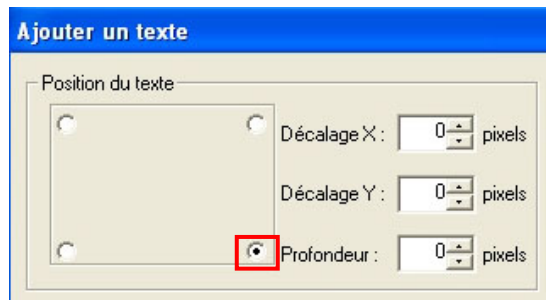 Ajouter un texte
Position du texte
Décalage X : 0 pixels
Décalage Y : 0 pixels
Profondeur : 0 pixels